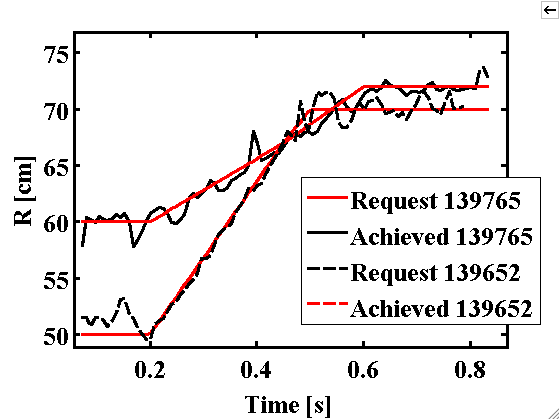 75
70
65
60
55
50
R [cm]
0.2
0.4
0.6
0.8
Time [s]
Request 139765
Achieved 139765
Request 139652
Achieved 139652